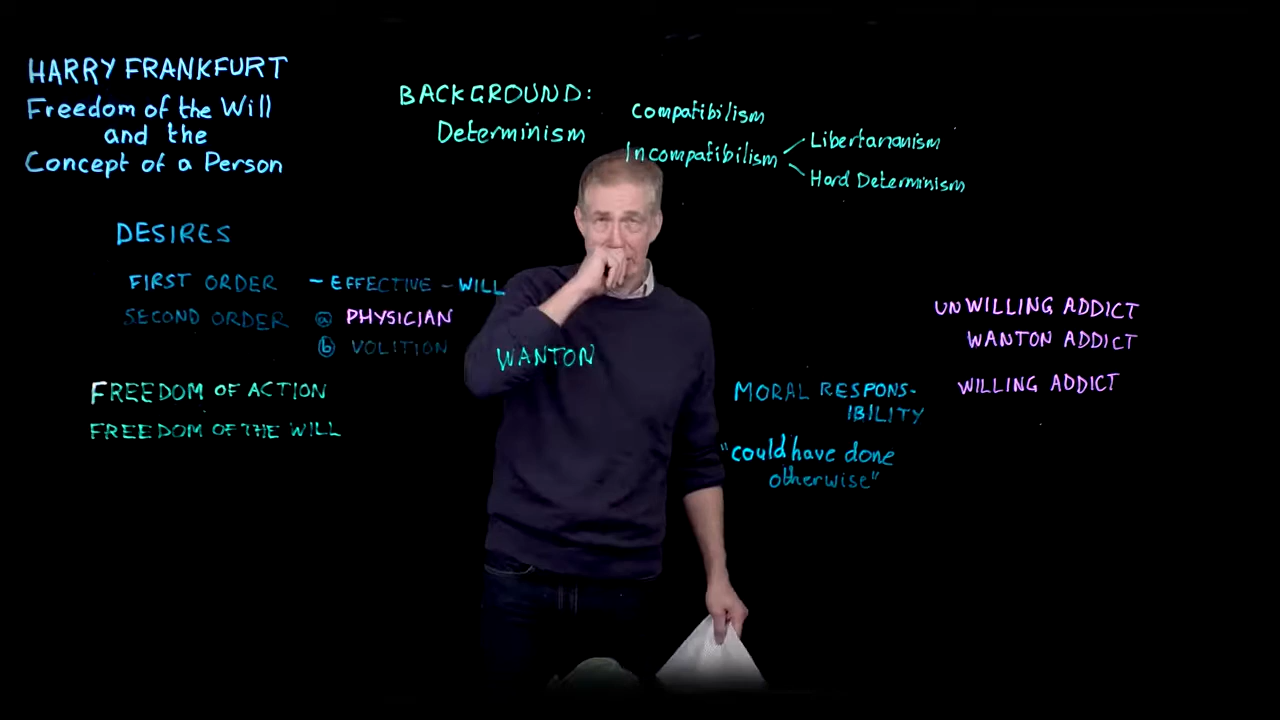 HARRY FRANKFURT
Freedom of the Will
and the
Concept of a Person
BACKGROUND:
Determinism
Compatibilism
Incompatibilism
Libertarianism
Hard Determinism
DESIRES
FIRST ORDER - EFFECTIVE - WILL
SECOND ORDER ⓐ PHYSICIAN
ⓑ VOLITION
WANTON
FREEDOM OF ACTION
FREEDOM OF THE WILL
MORAL RESPONS-
IBILITY
"could have done
otherwise"
UNWILLING ADDICT
WANTON ADDICT
WILLING ADDICT